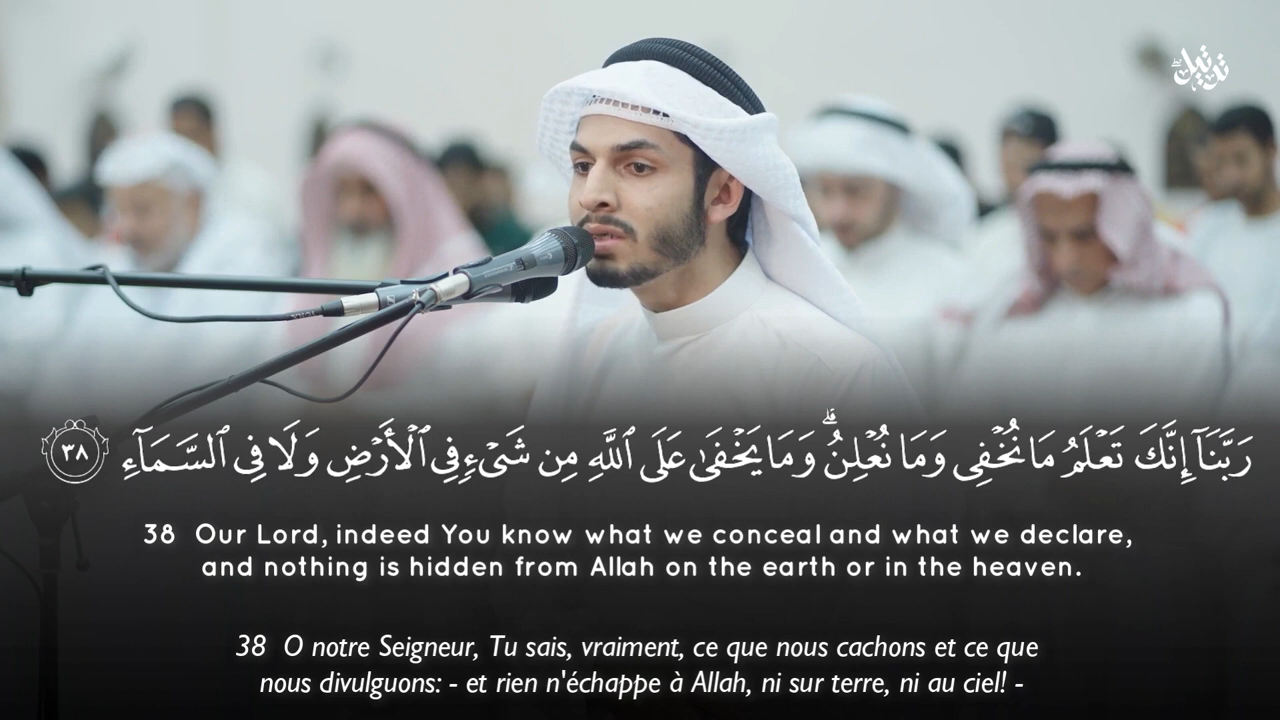 ترتيل
رَبَّنَآ إِنَّكَ تَعْلَمُ مَا نُخْفِى وَمَا نُعْلِنُ ۗ وَمَا يَخْفَىٰ عَلَى ٱللَّهِ مِن شَىْءٍ فِى ٱلْأَرْضِ وَلَا فِى ٱلسَّمَآءِ ٣٨
38 Our Lord, indeed You know what we conceal and what we declare,
and nothing is hidden from Allah on the earth or in the heaven.
38 O notre Seigneur, Tu sais, vraiment, ce que nous cachons et ce que
nous divulguons: - et rien n'échappe à Allah, ni sur terre, ni au ciel! -